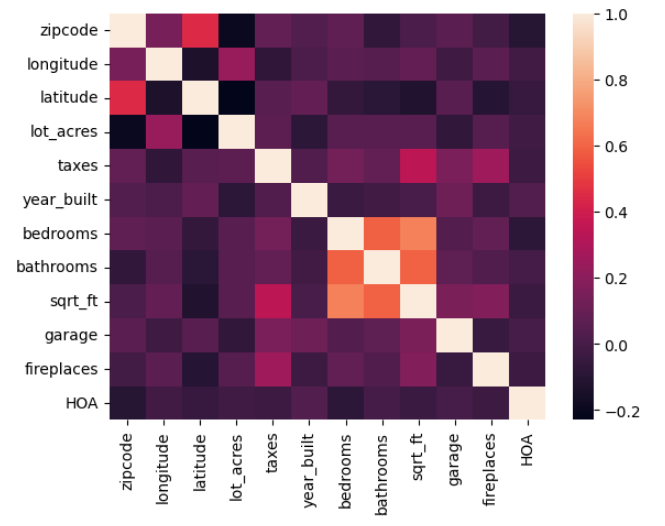 zipcode
longitude
latitude
lot_acres
taxes
year_built
bedrooms
bathrooms
sqrt_ft
garage
fireplaces
HOA
zipcode
longitude
latitude
lot_acres
taxes
year_built
bedrooms
bathrooms
sqrt_ft
garage
fireplaces
HOA
1.0
0.8
0.6
0.4
0.2
0.0
−0.2